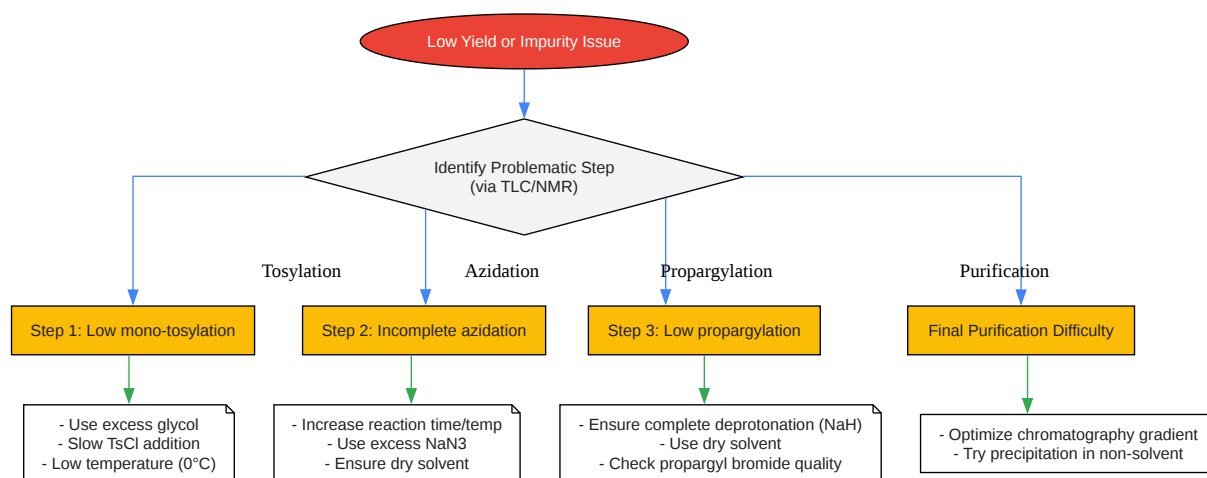 Low Yield or Impurity Issue
Identify Problematic Step
(via TLC/NMR)
Tosylation
Azidation
Propargylation
Purification
Step 1: Low mono-tosylation
Step 2: Incomplete azidation
Step 3: Low propargylation
Final Purification Difficulty
- Use excess glycol
- Slow TsCl addition
- Low temperature (0°C)
- Increase reaction time/temp
- Use excess NaN3
- Ensure dry solvent
- Ensure complete deprotonation (NaH)
- Use dry solvent
- Check propargyl bromide quality
- Optimize chromatography gradient
- Try precipitation in non-solvent